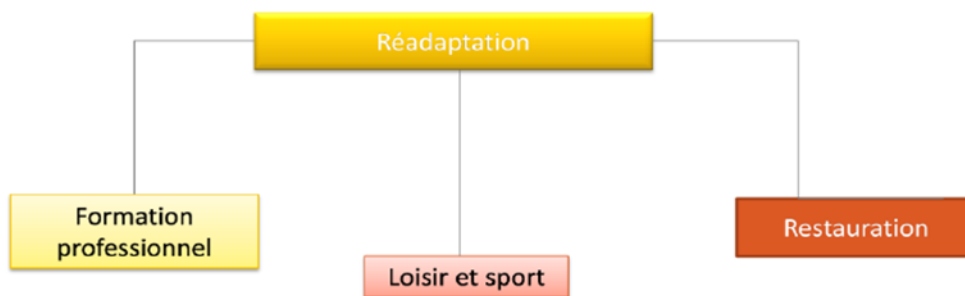 Réadaptation
Formation
professionnel
Loisir et sport
Restauration